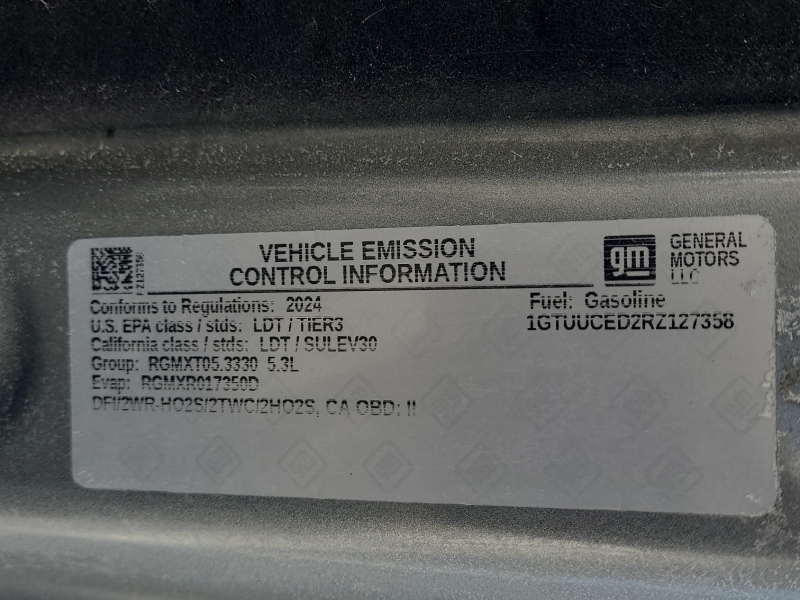 VEHICLE EMISSION
CONTROL INFORMATION
gm
GENERAL
MOTORS
LLC
RZ127358
Conforms to Regulations: 2024
U.S. EPA class / stds: LDT / TIER3
California class / stds: LDT / SULEV30
Group: RGMXT05.3330 5.3L
Evap: RGMXR017350D
DFI/2WR-HO2S/2TWC/2HO2S, CA OBD: II
Fuel: Gasoline
1GTUUCED2RZ127358